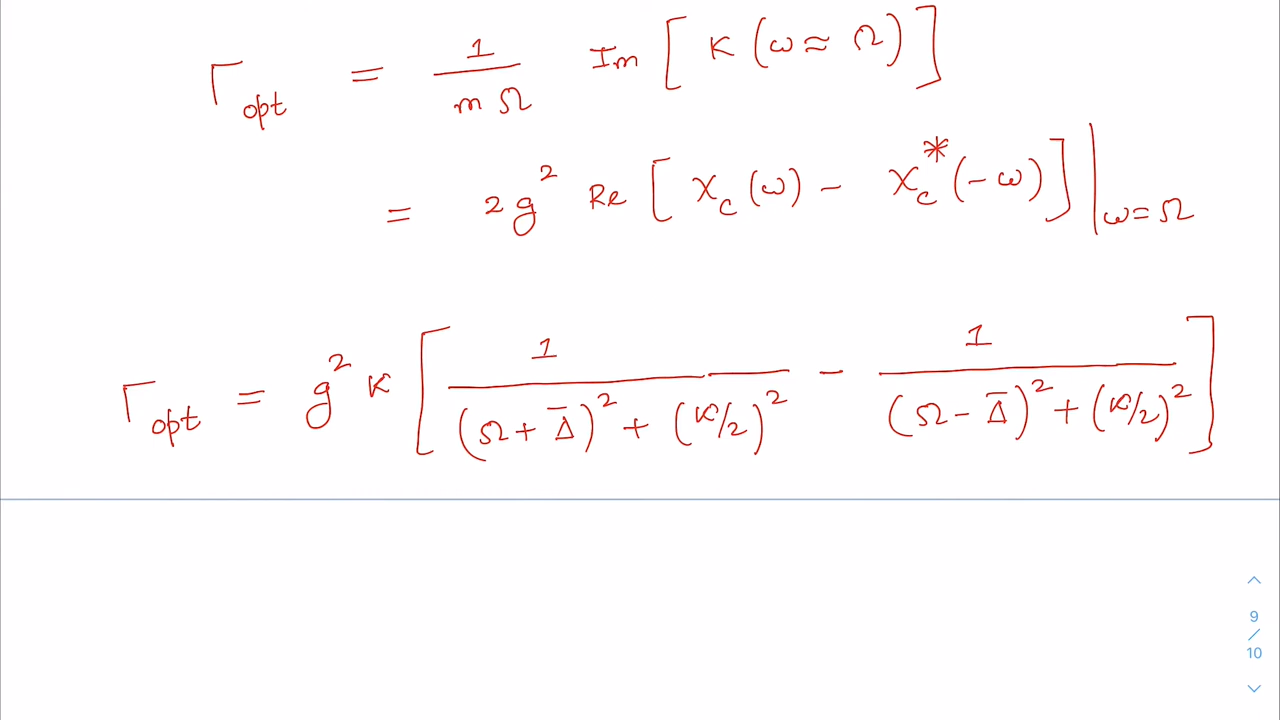 Γ_opt = 1 / (m Ω) Im [ K (ω ≈ Ω) ]
= 2g² Re [ χ_c (ω) − χ_c* (−ω) ] |_{ω=Ω}
Γ_opt = g² κ [ 1 / ((Ω + Δ̄)² + (κ/2)²) − 1 / ((Ω − Δ̄)² + (κ/2)²) ]
9
/
10